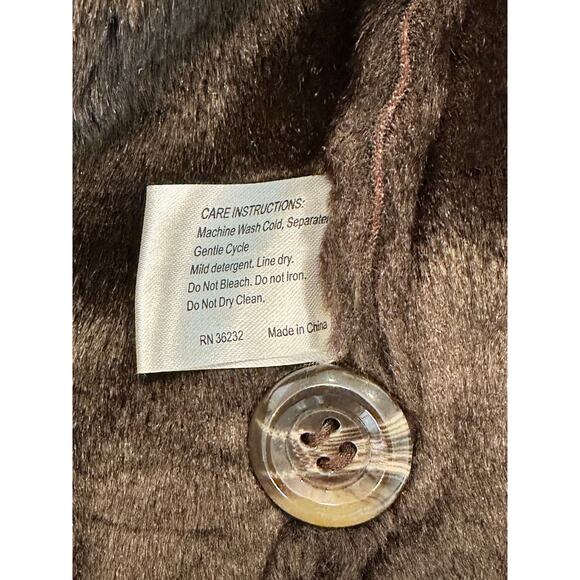 CARE INSTRUCTIONS:
Machine Wash Cold, Separate
Gentle Cycle
Mild detergent. Line dry.
Do Not Bleach. Do not Iron.
Do Not Dry Clean.
RN 36232 Made in China